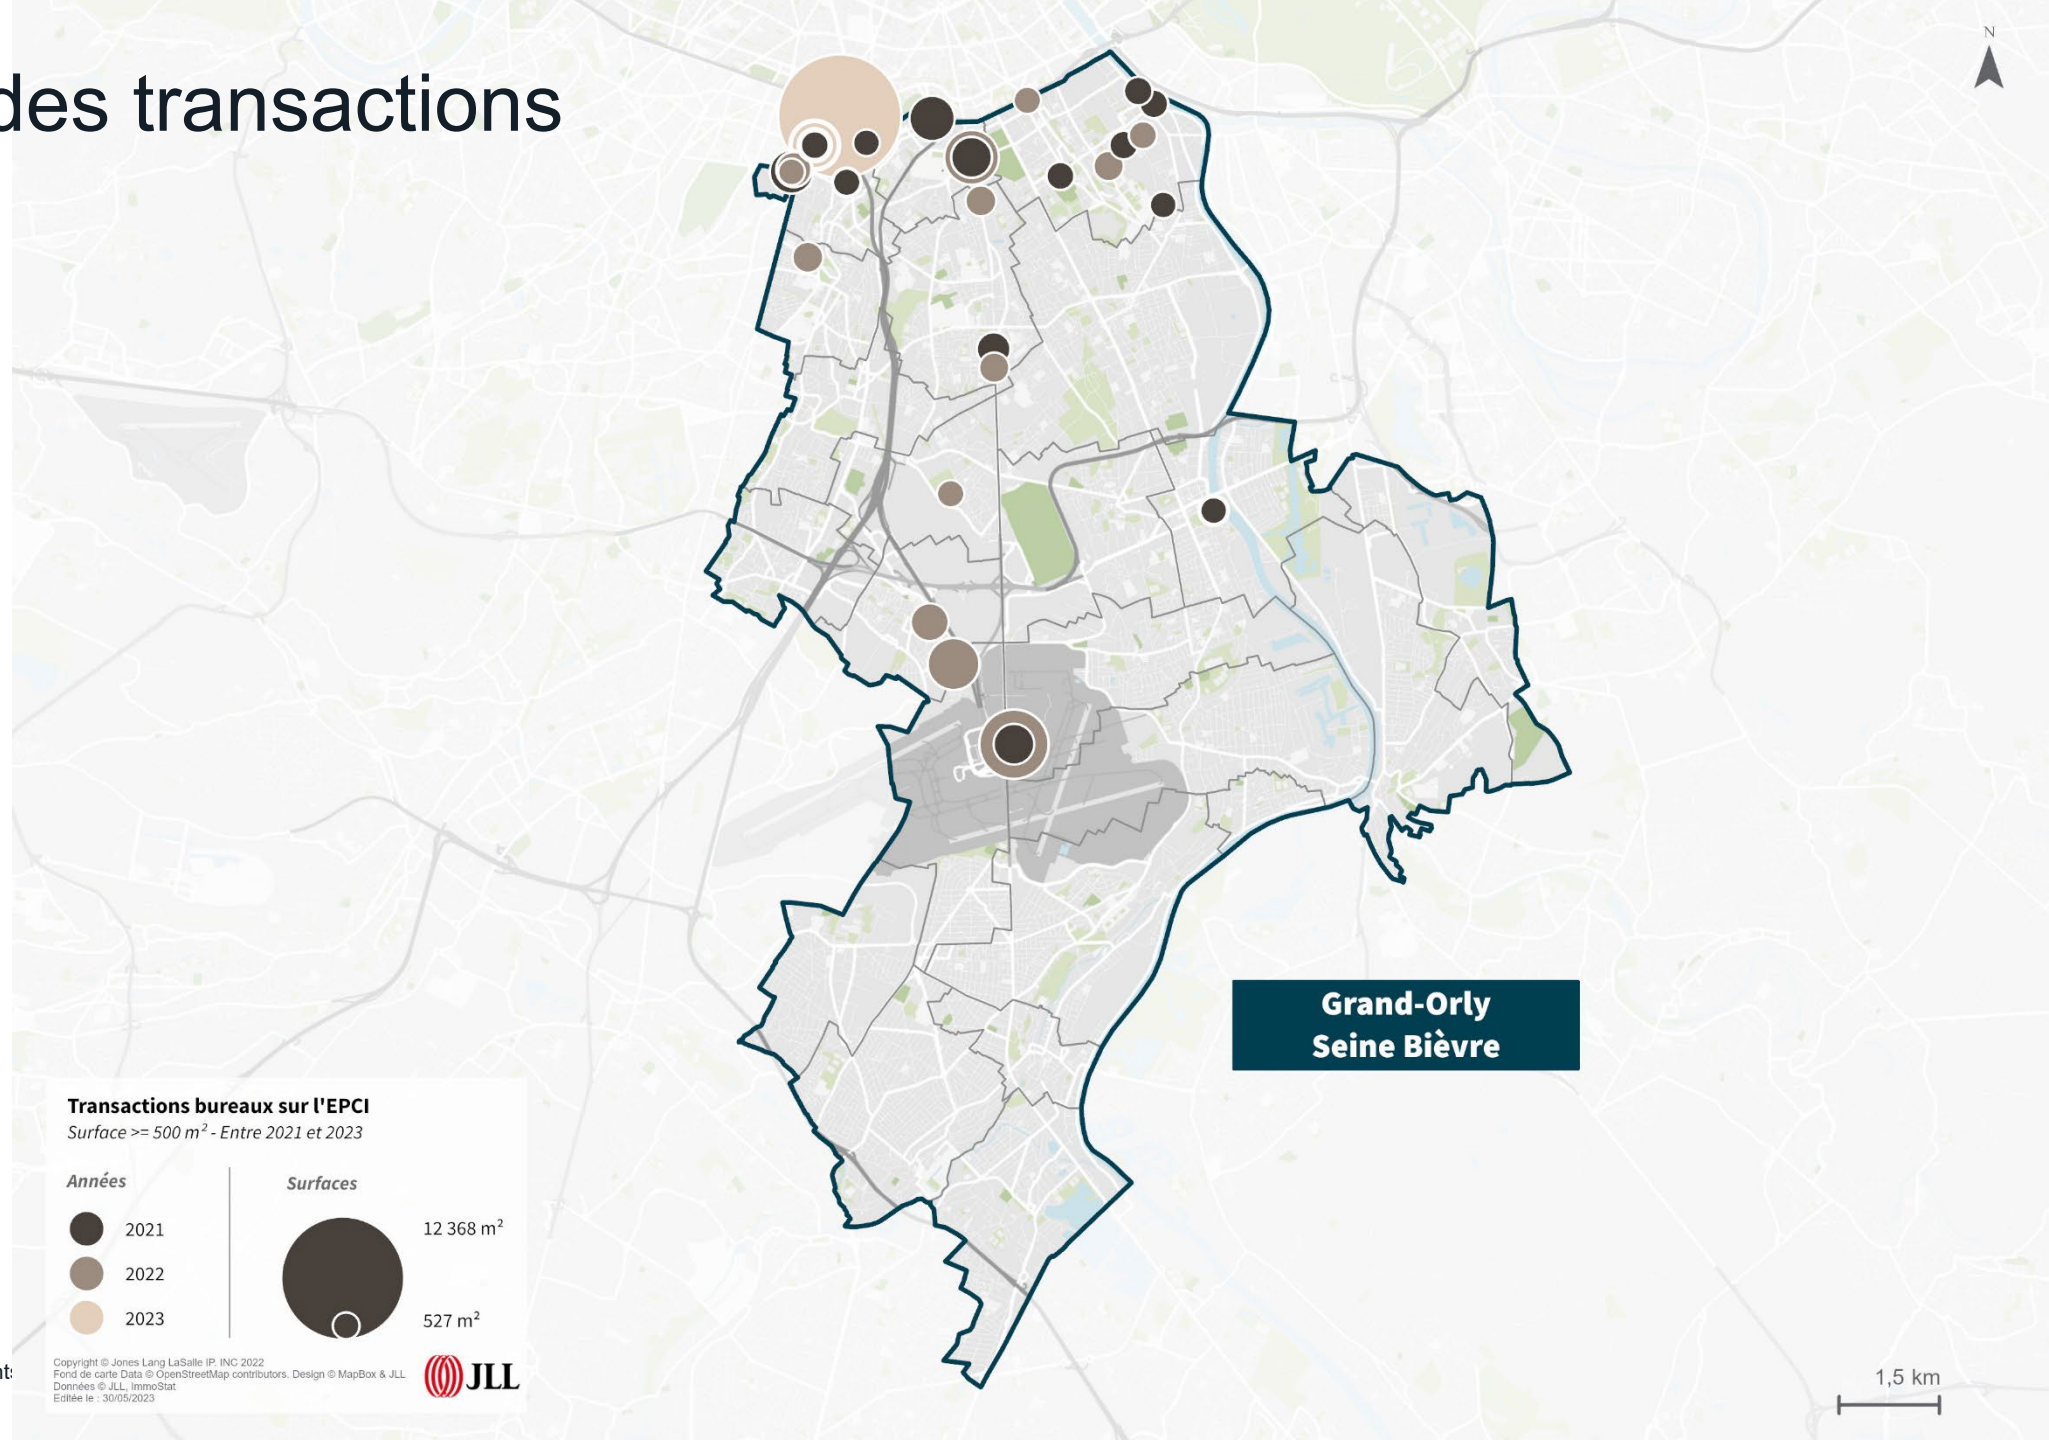 des transactions
N
Grand-Orly
Seine Bièvre
Transactions bureaux sur l'EPCI
Surface >= 500 m² - Entre 2021 et 2023
Années
Surfaces
2021
2022
2023
12 368 m²
527 m²
Copyright © Jones Lang LaSalle IP. INC 2022
Fond de carte Data © OpenStreetMap contributors. Design © MapBox & JLL
Données © JLL, ImmoStat
Editée le : 30/05/2023
JLL
1,5 km